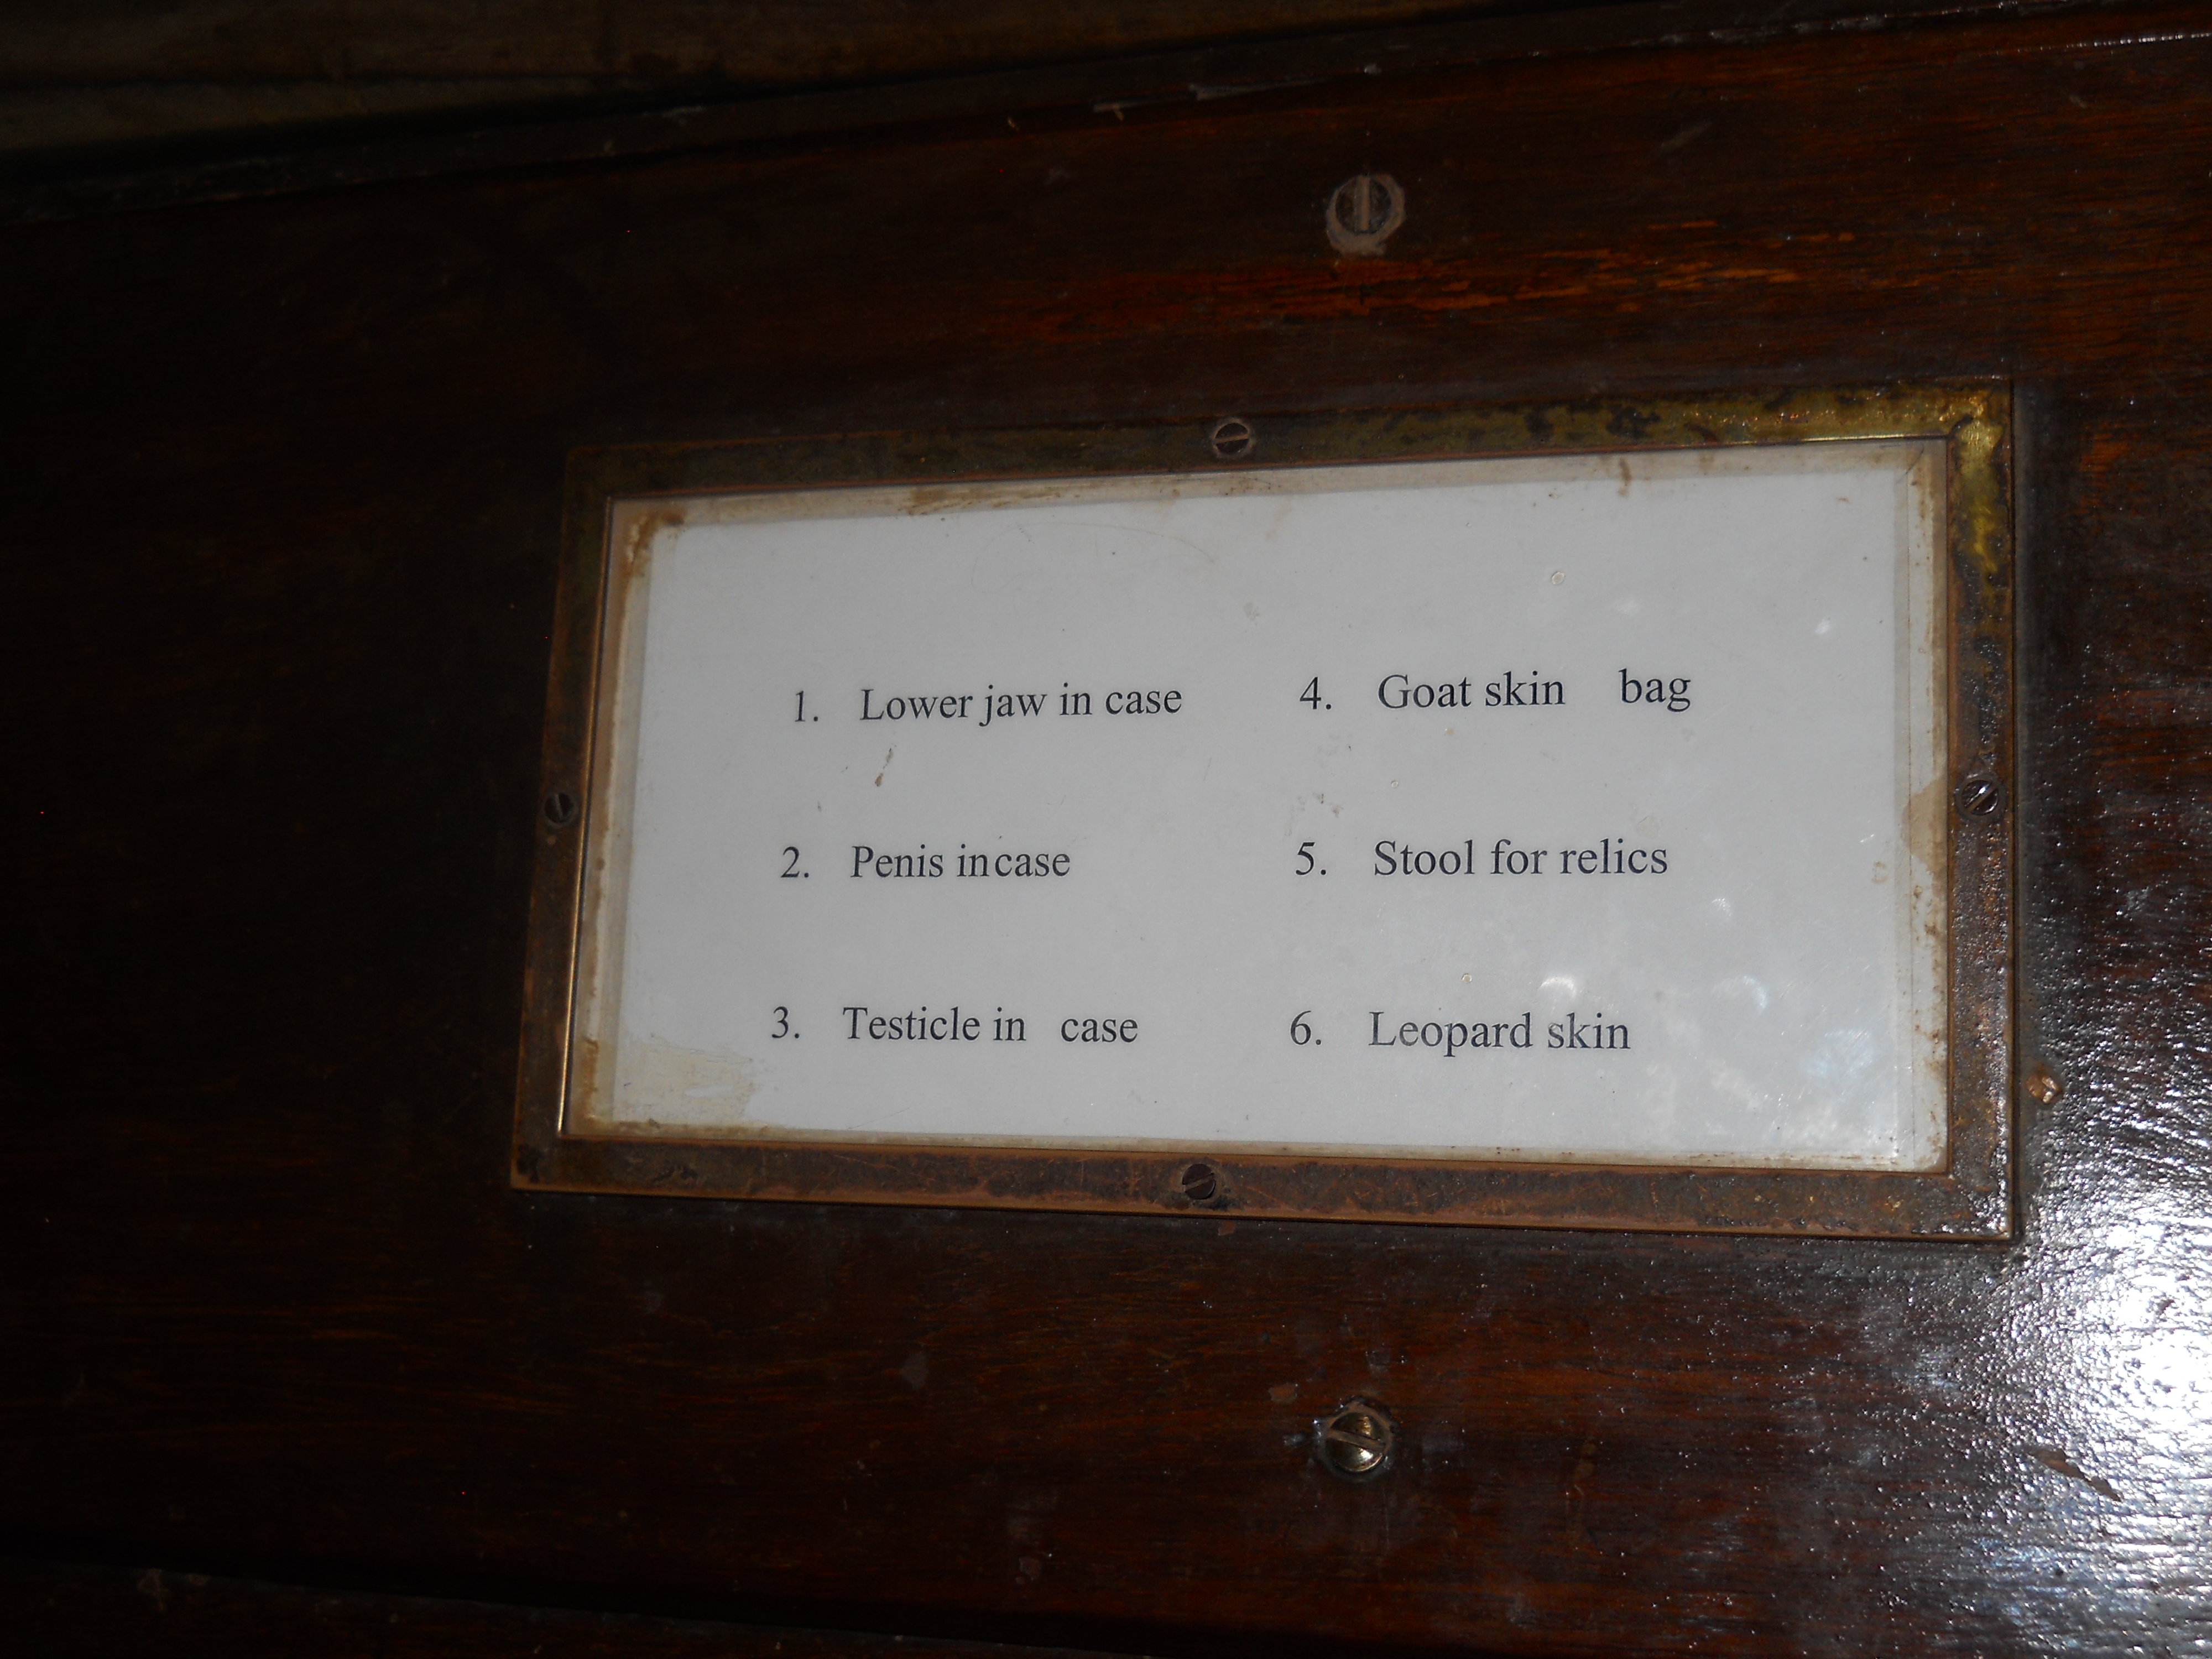 1. Lower jaw in case
2. Penis incase
3. Testicle in case
4. Goat skin bag
5. Stool for relics
6. Leopard skin